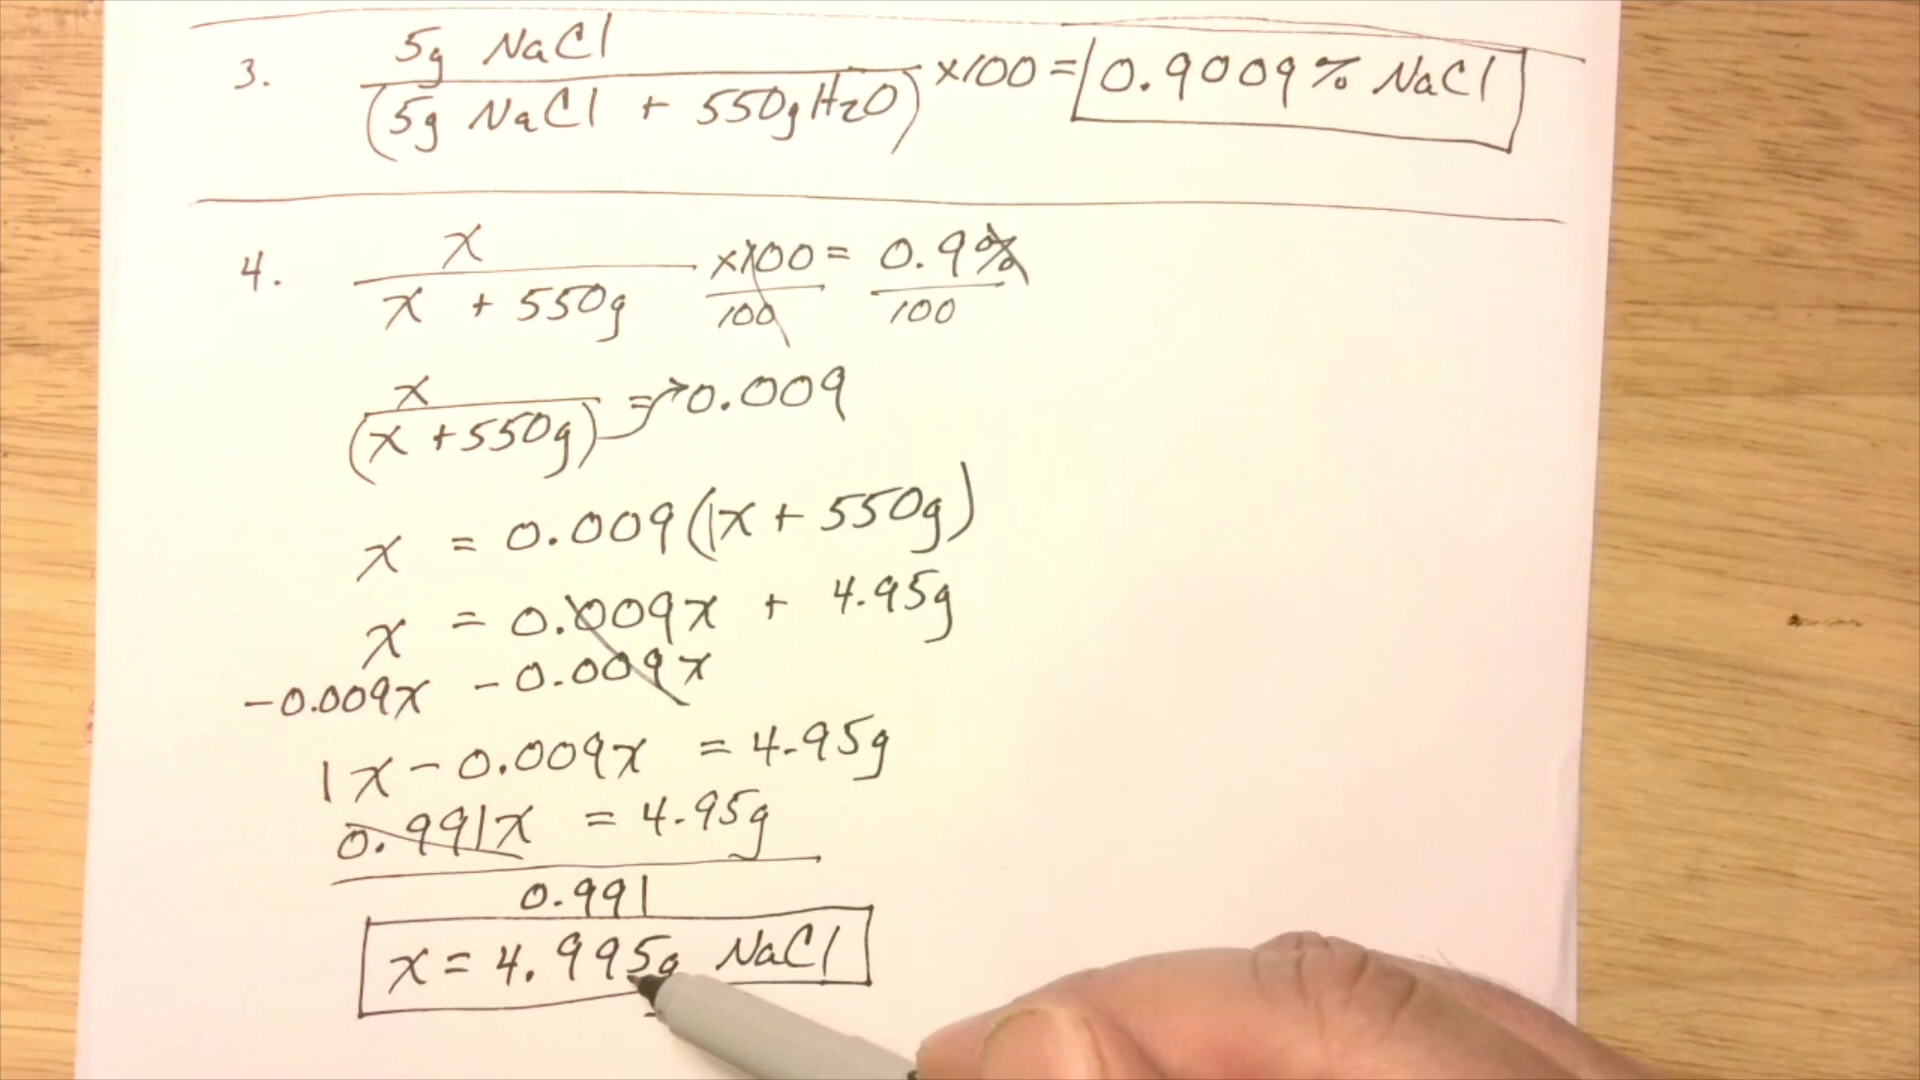 5g NaCl
3. (5g NaCl + 550gH2O) x100 = 0.9009% NaCl
x x100 = 0.9%
4. x + 550g 100 100
x = 0.009
(x + 550g)
x = 0.009(1x + 550g)
x = 0.009x + 4.95g
-0.009x -0.009x
1x - 0.009x = 4.95g
0.991x = 4.95g
0.991
x = 4.995g NaCl